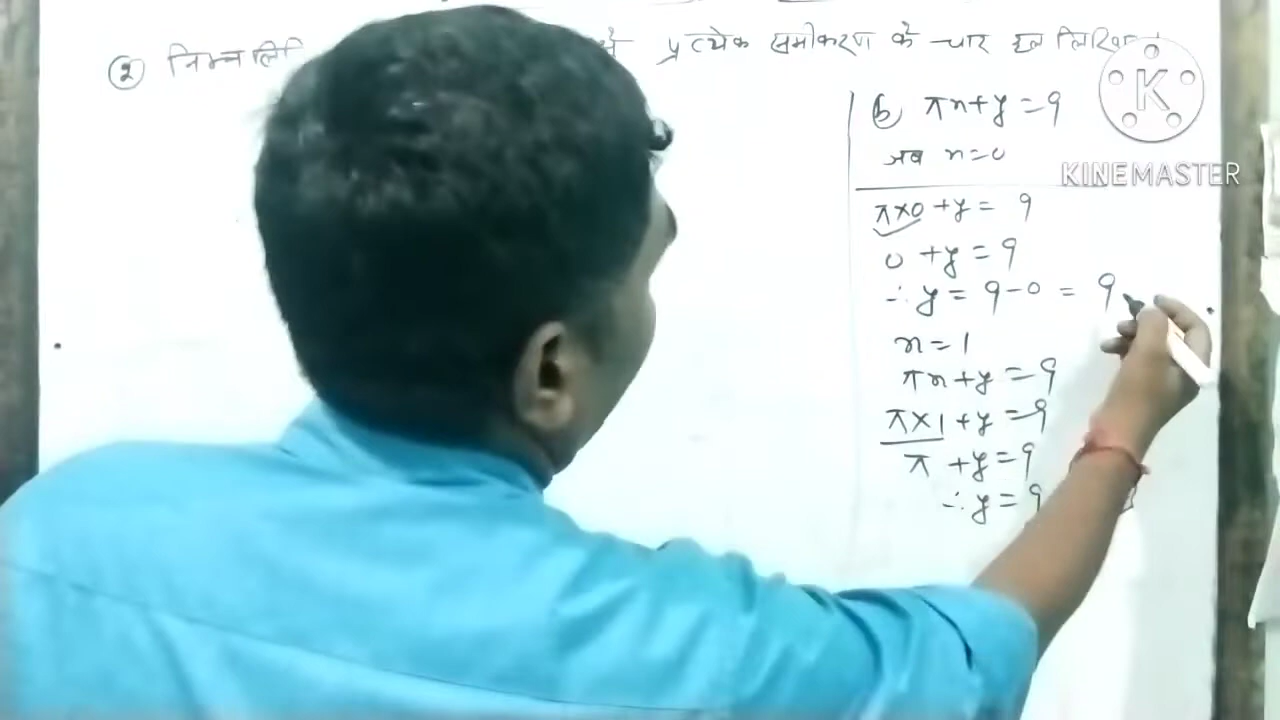 ② निम्नलि में प्रत्येक समीकरण के चार हल लिखिए
ⓑ πx+y=9
जब x=0
π×0+y=9
0+y=9
∴y=9-0=9
x=1
πx+y=9
π×1+y=9
π+y=9
∴y=9
K
KINEMASTER